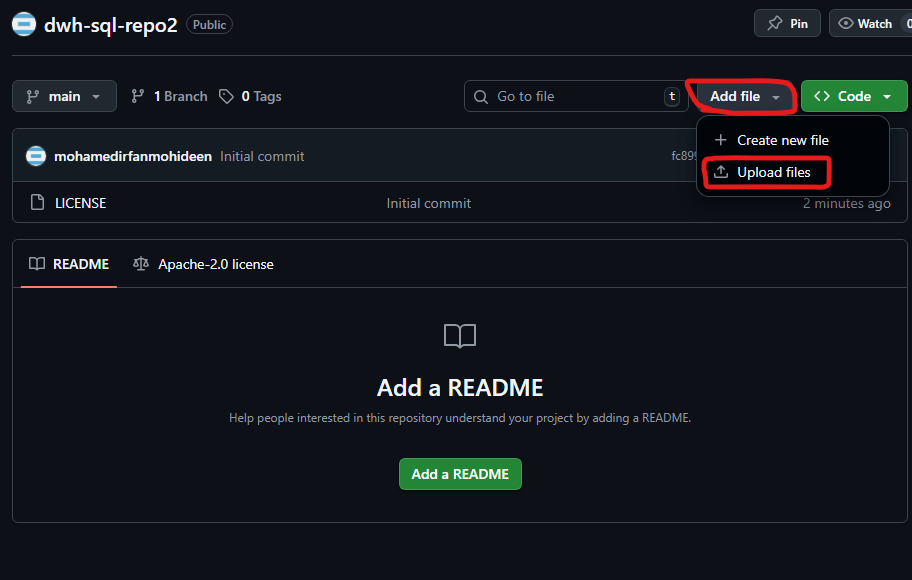 dwh-sql-repo2 Public Pin Watch 0
main 1 Branch 0 Tags Go to file t Add file Code
Create new file
mohamedirfanmohideen Initial commit fc899
Upload files
LICENSE Initial commit 2 minutes ago
README Apache-2.0 license
Add a README
Help people interested in this repository understand your project by adding a README.
Add a README